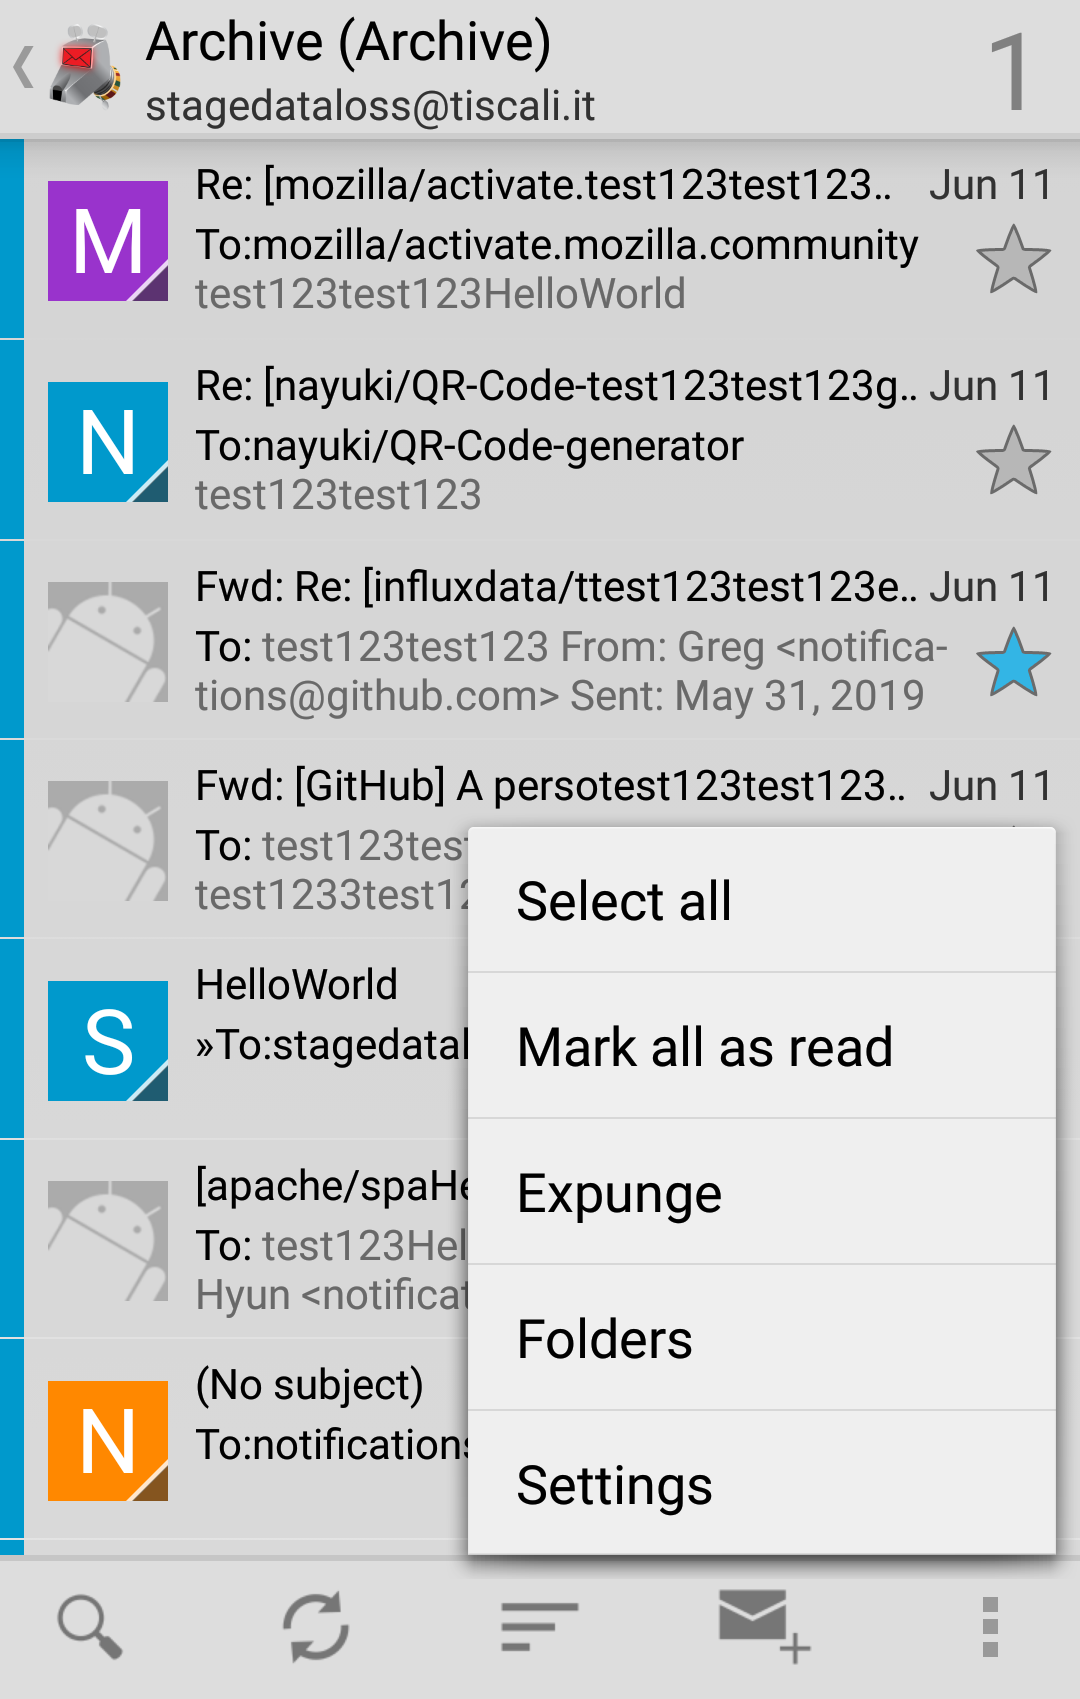 Archive (Archive)
stagedataloss@tiscali.it
1
M
Re: [mozilla/activate.test123test123.. Jun 11
To:mozilla/activate.mozilla.community
test123test123HelloWorld
N
Re: [nayuki/QR-Code-test123test123g.. Jun 11
To:nayuki/QR-Code-generator
test123test123
Fwd: Re: [influxdata/ttest123test123e.. Jun 11
To: test123test123 From: Greg <notifica-
tions@github.com> Sent: May 31, 2019
Fwd: [GitHub] A persotest123test123.. Jun 11
To: test123tes
test1233test12
S
HelloWorld
»To:stagedatal
[apache/spaHe
To: test123Hel
Hyun <notificat
N
(No subject)
To:notifications
Select all
Mark all as read
Expunge
Folders
Settings